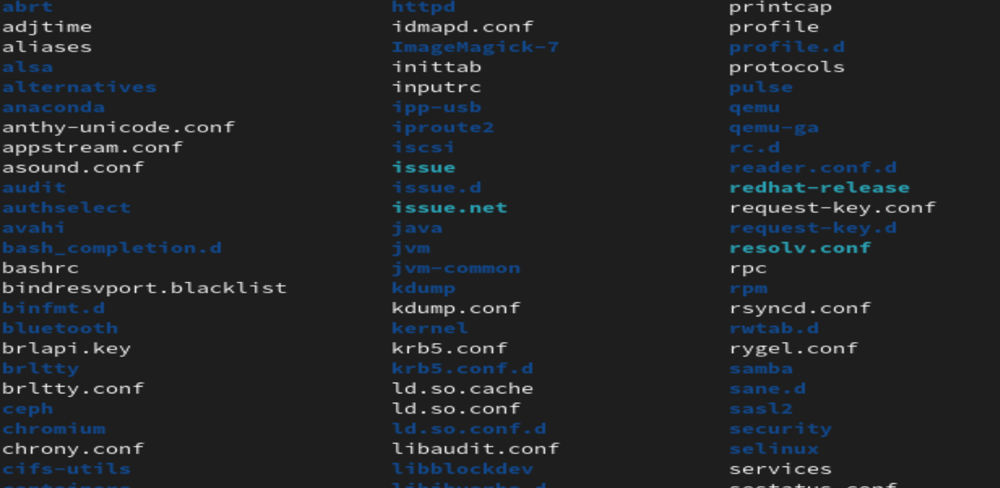 abrt httpd printcap
adjtime idmapd.conf profile
aliases ImageMagick-7 profile.d
alsa inittab protocols
alternatives inputrc pulse
anaconda ipp-usb qemu
anthy-unicode.conf iproute2 qemu-ga
appstream.conf iscsi rc.d
asound.conf issue reader.conf.d
audit issue.d redhat-release
authselect issue.net request-key.conf
avahi java request-key.d
bash_completion.d jvm resolv.conf
bashrc jvm-common rpc
bindresvport.blacklist kdump rpm
binfmt.d kdump.conf rsyncd.conf
bluetooth kernel rwtab.d
brlapi.key krb5.conf rygel.conf
brltty krb5.conf.d samba
brltty.conf ld.so.cache sane.d
ceph ld.so.conf sasl2
chromium ld.so.conf.d security
chrony.conf libaudit.conf selinux
cifs-utils libblockdev services
containers libibverbs.d sestatus.conf